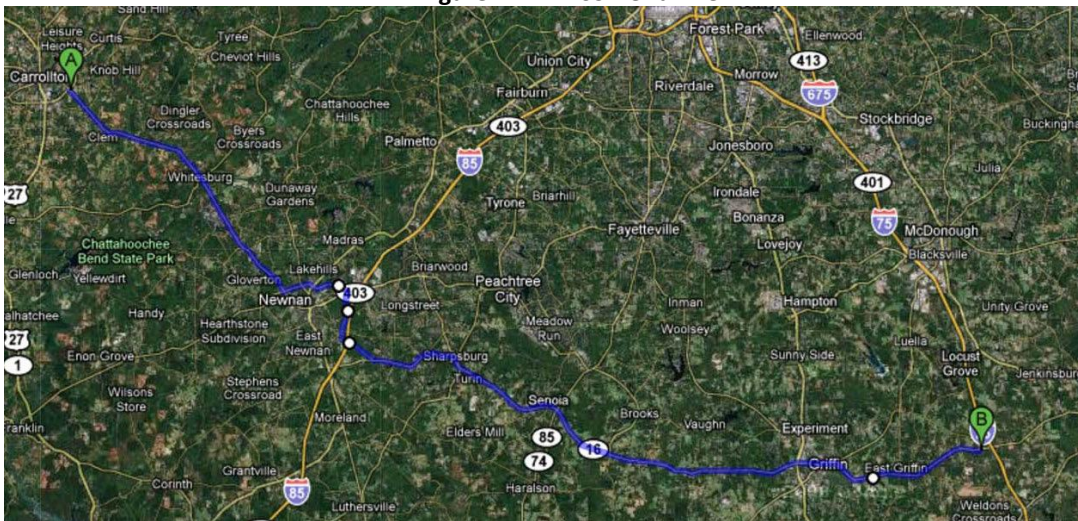 Sand Hill
Leisure
Heights
Curtis
Tyree
Cheviot Hills
Forest Park
Ellenwood
413
A
Carrollton
Knob Hill
Union City
Morrow
675
Riverdale
Fairburn
Dingler
Crossroads
Chattahoochee
Hills
Stockbridge
Clem
Byers
Crossroads
Palmetto
403
Jonesboro
85
Whitesburg
Julia
27
Dunaway
Gardens
Tyrone
Briarhill
Irondale
401
Bonanza
75
Fayetteville
McDonough
Madras
Lovejoy
Blacksville
Chattahoochee
Bend State Park
Glenloch
Yellewdirt
Gloverton
Lakehills
Briarwood
Peachtree
City
403
Newnan
Longstreet
Inman
Hampton
Unity Grove
Handy
Hearthstone
Subdivision
Meadow
Run
Woolsey
27
East
Newnan
Luella
1
Enon Grove
Sharpsburg
Sunny Side
Locust
Grove
Turin
Stephens
Crossroad
Wilsons
Store
Senoia
Brooks
B
Moreland
Vaughn
Experiment
Elders Mill
85
16
74
Grantville
Griffin
East Griffin
85
Corinth
Haralson
Luthersville
Weldons
Crossroads